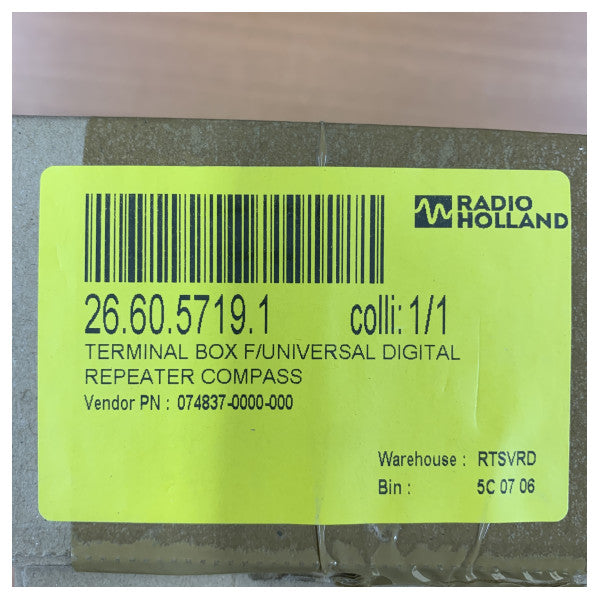 RADIO
HOLLAND
26.60.5719.1 colli: 1/1
TERMINAL BOX F/UNIVERSAL DIGITAL
REPEATER COMPASS
Vendor PN : 074837-0000-000
Warehouse : RTSVRD
Bin : 5C 07 06